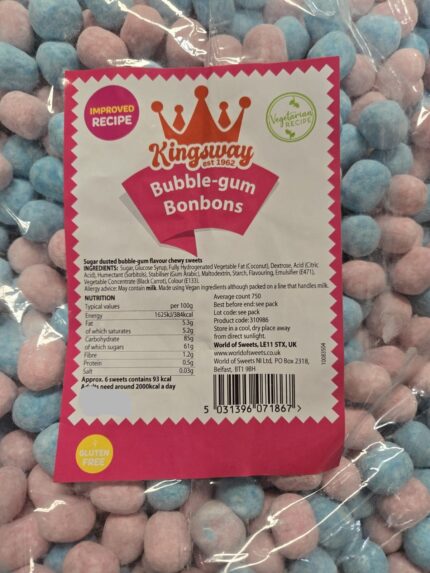 IMPROVED
RECIPE
Vegetarian
RECIPE
Kingsway
est 1962
Bubble-gum
Bonbons
Sugar dusted bubble-gum flavour chewy sweets
INGREDIENTS: Sugar, Glucose Syrup, Fully Hydrogenated Vegetable Fat (Coconut), Dextrose, Acid (Citric
Acid), Humectant (Sorbitols), Stabiliser (Gum Arabic), Maltodextrin, Starch, Flavouring, Emulsifier (E471),
Vegetable Concentrate (Black Carrot), Colour (E133).
Allergy advice: May contain milk. Made using Vegan ingredients although packed on a line that handles milk.
NUTRITION
Typical values per 100g
Energy 1625kJ/384kcal
Fat 5.3g
of which saturates 5.2g
Carbohydrate 85g
of which sugars 61g
Fibre 1.2g
Protein 0.5g
Salt 0.03g
Approx. 6 sweets contains 93 kcal
Adults need around 2000kcal a day
Average count 750
Best before end: see pack
Lot code: see pack
Product code: 310986
Store in a cool, dry place away
from direct sunlight.
World of Sweets, LE11 5TX, UK
www.worldofsweets.co.uk
World of Sweets NI Ltd, PO Box 2318,
Belfast, BT1 9BH
5 031396 071867 >
GLUTEN
FREE